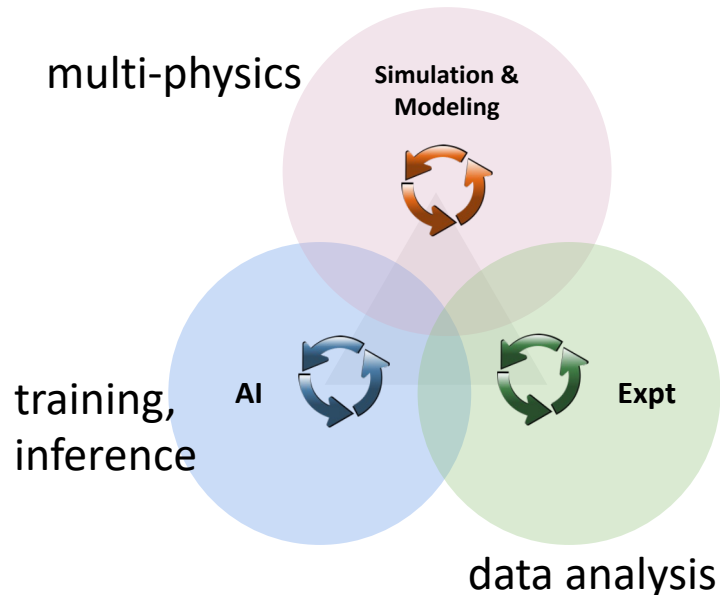 multi-physics
Simulation &
Modeling
AI
Expt
training,
inference
data analysis